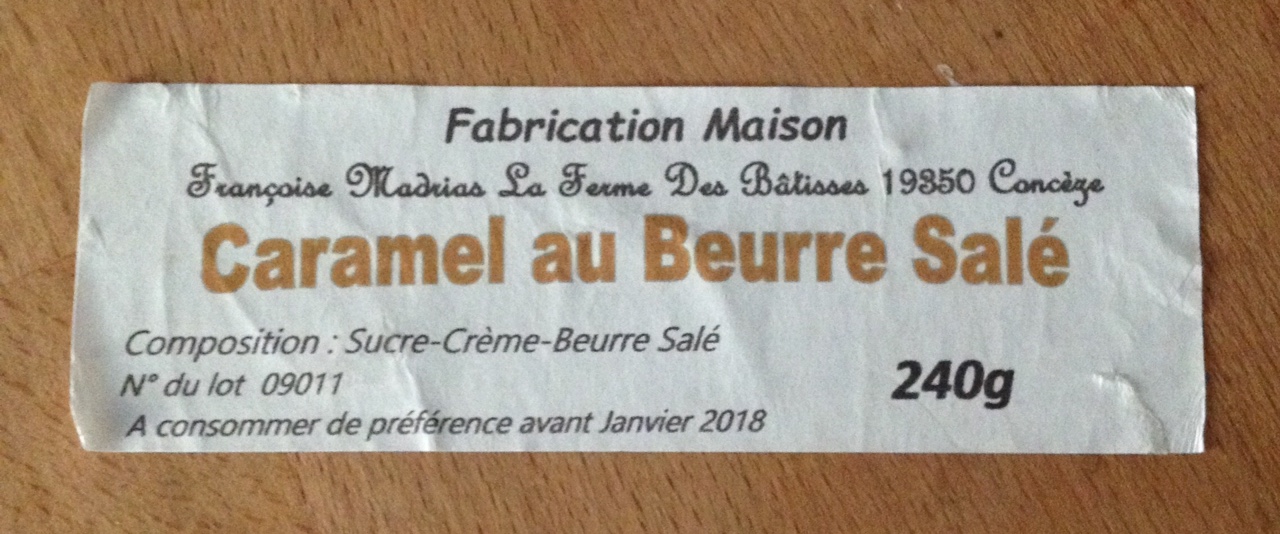 Fabrication Maison
Françoise Madrias La Ferme Des Bâtisses 19350 Concèze
Caramel au Beurre Salé
Composition : Sucre-Crème-Beurre Salé
N° du lot 09011
240g
A consommer de préférence avant Janvier 2018